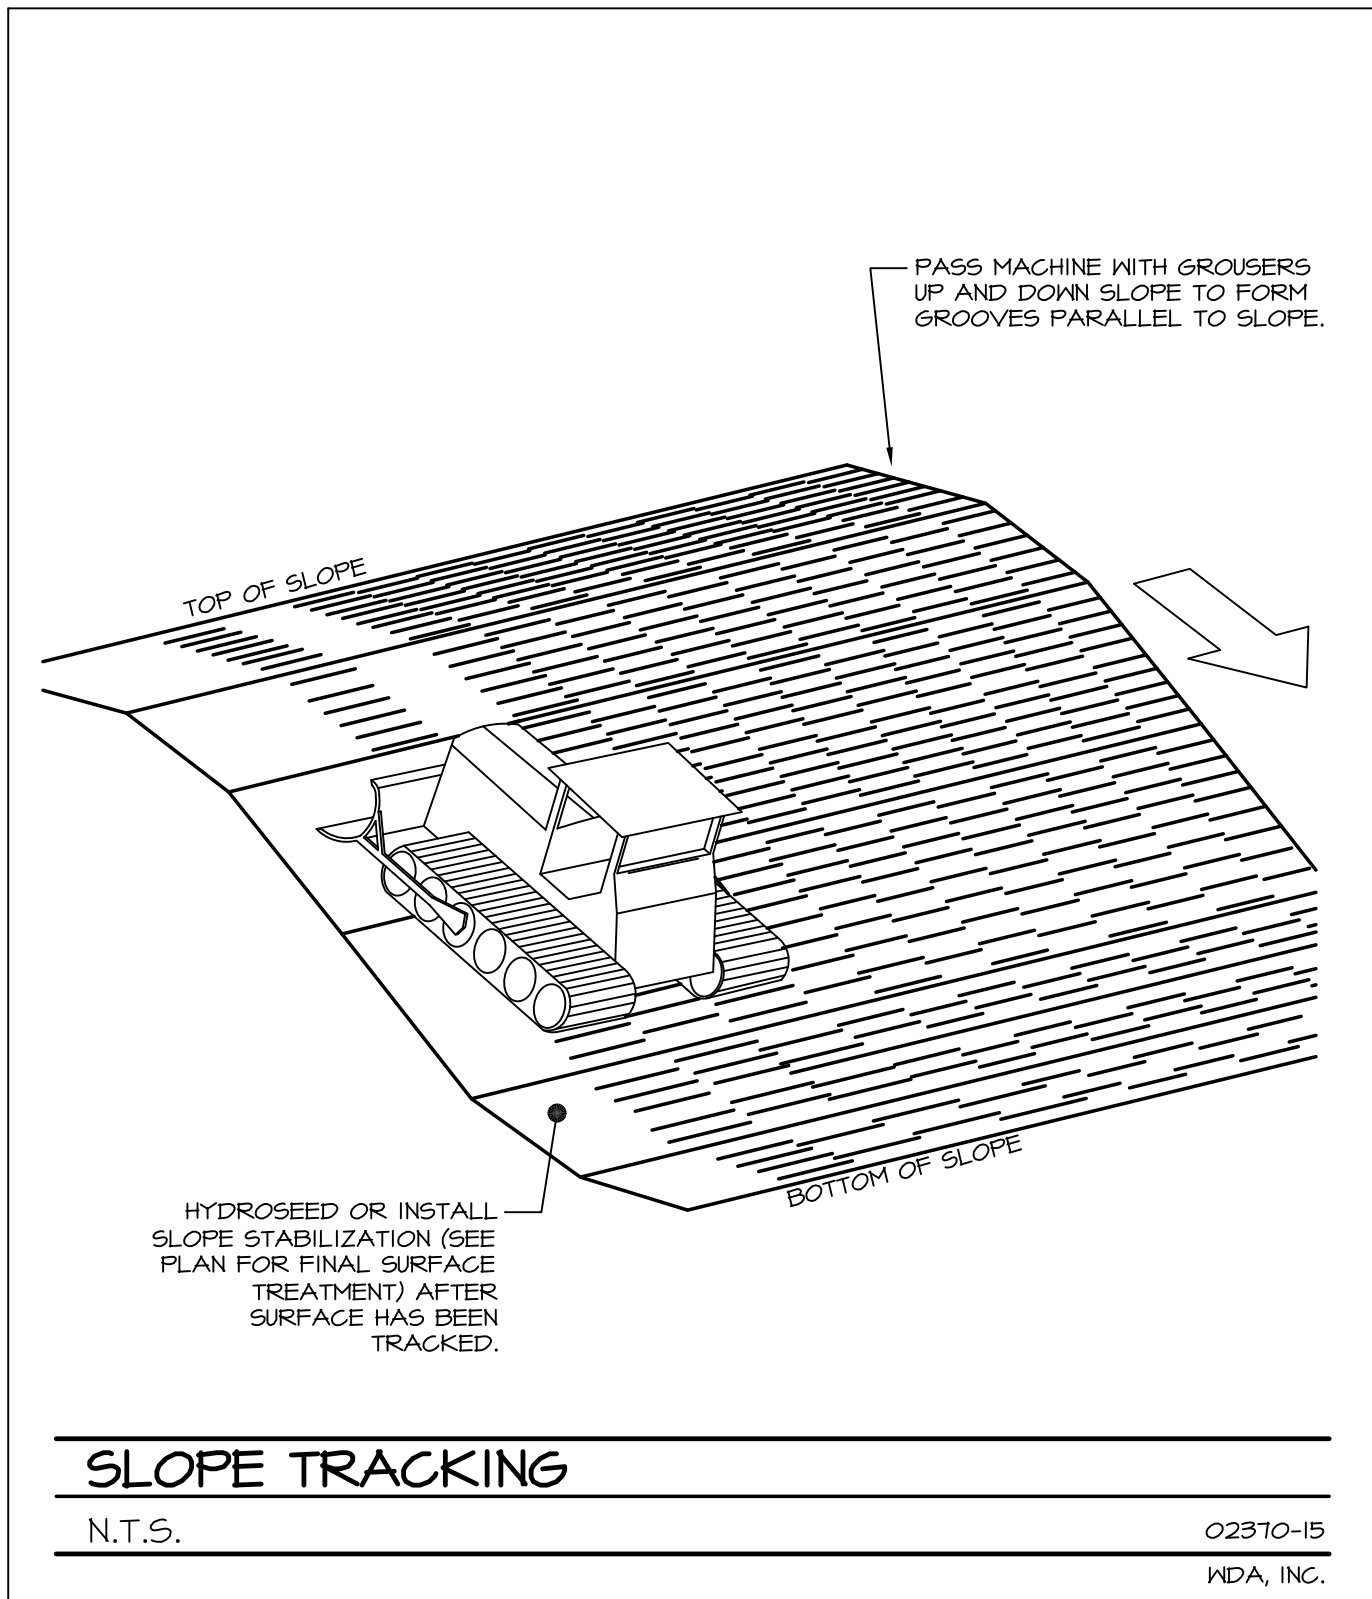 PASS MACHINE WITH GROUSERS
UP AND DOWN SLOPE TO FORM
GROOVES PARALLEL TO SLOPE.
TOP OF SLOPE
BOTTOM OF SLOPE
HYDROSEED OR INSTALL
SLOPE STABILIZATION (SEE
PLAN FOR FINAL SURFACE
TREATMENT) AFTER
SURFACE HAS BEEN
TRACKED.
SLOPE TRACKING
N.T.S.
02370-15
WDA, INC.